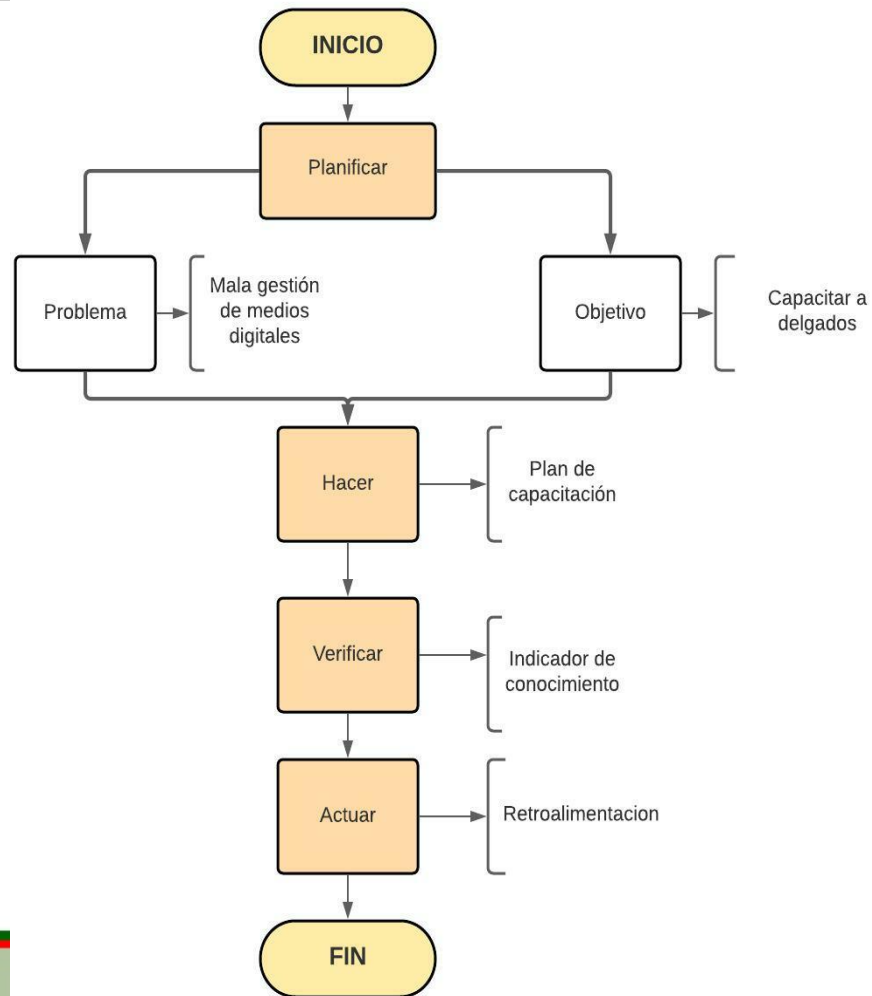 INICIO
Planificar
Problema
Mala gestión
de medios
digitales
Objetivo
Capacitar a
delgados
Hacer
Plan de
capacitación
Verificar
Indicador de
conocimiento
Actuar
Retroalimentacion
FIN